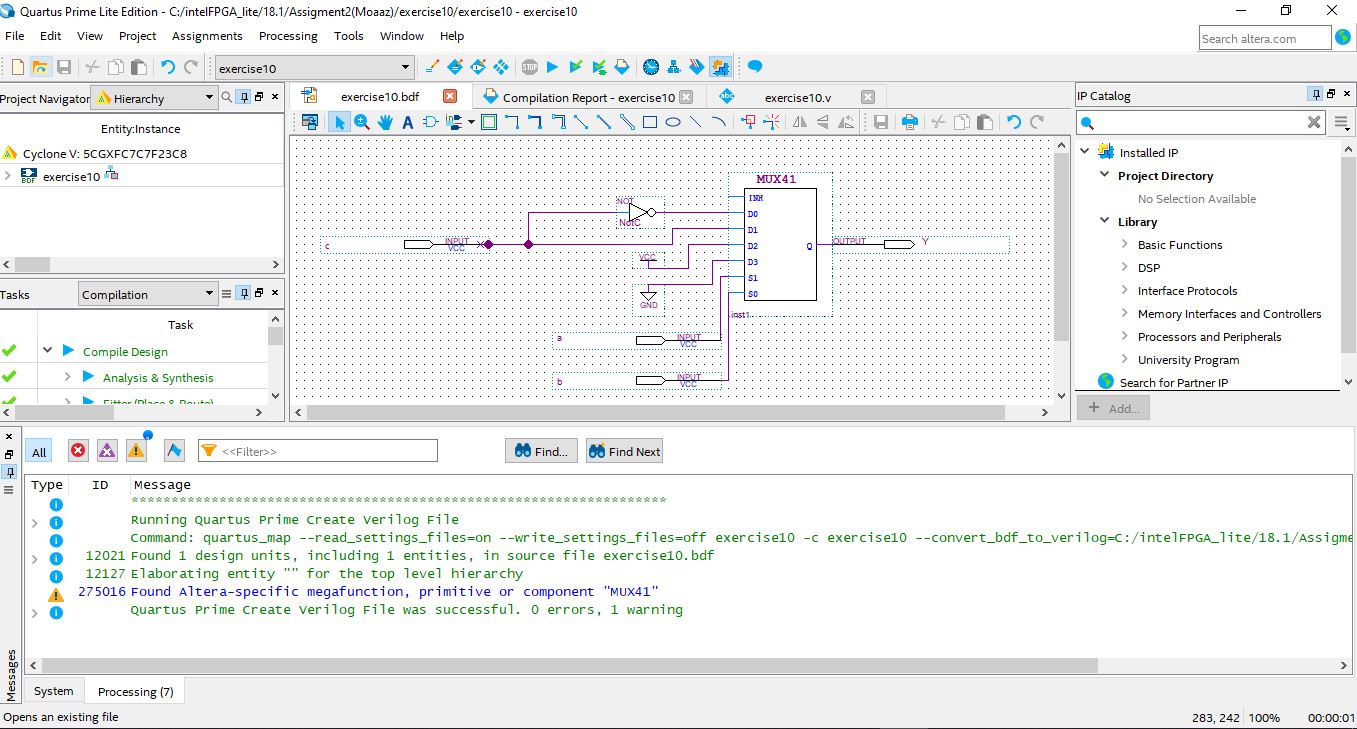 Quartus Prime Lite Edition - C:/intelFPGA_lite/18.1/Assigment2(Moaaz)/exercise10/exercise10 - exercise10
File Edit View Project Assignments Processing Tools Window Help
Search altera.com
exercise10
Project Navigator Hierarchy
Entity:Instance
Cyclone V: 5CGXFC7C7F23C8
BDF exercise10
Tasks Compilation
Task
Compile Design
Analysis & Synthesis
Fitter (Place & Route)
exercise10.bdf
Compilation Report - exercise10
abc exercise10.v
STOP
A
MUX41
INH
D0
D1
D2
D3
S1
S0
Q
inst1
NOT
NotC
c INPUT
VCC
VCC
GND
OUTPUT Y
a INPUT
VCC
b INPUT
VCC
IP Catalog
Installed IP
Project Directory
No Selection Available
Library
Basic Functions
DSP
Interface Protocols
Memory Interfaces and Controllers
Processors and Peripherals
University Program
Search for Partner IP
+ Add...
All <<Filter>> Find... Find Next
Type ID Message
*******************************************************************
Running Quartus Prime Create Verilog File
Command: quartus_map --read_settings_files=on --write_settings_files=off exercise10 -c exercise10 --convert_bdf_to_verilog=C:/intelFPGA_lite/18.1/Assigme
12021 Found 1 design units, including 1 entities, in source file exercise10.bdf
12127 Elaborating entity "" for the top level hierarchy
275016 Found Altera-specific megafunction, primitive or component "MUX41"
Quartus Prime Create Verilog File was successful. 0 errors, 1 warning
Messages
System Processing (7)
Opens an existing file
283, 242 100% 00:00:01